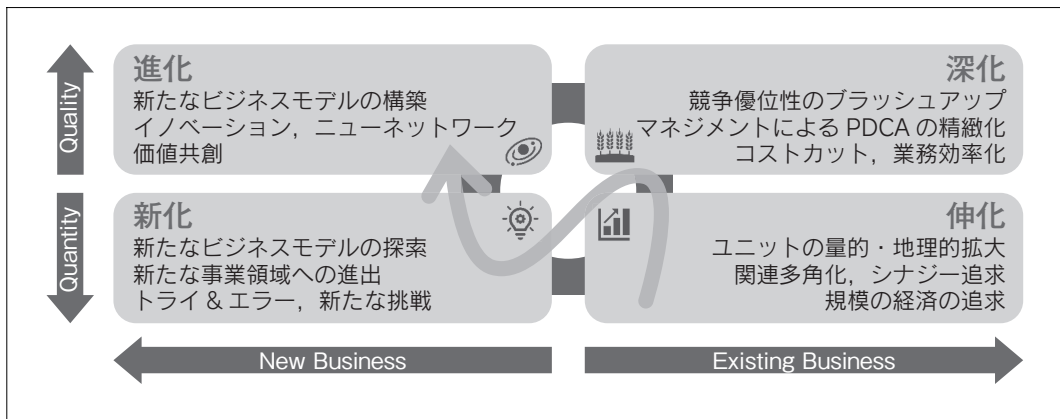 Quality
進化
新たなビジネスモデルの構築
イノベーション，ニューネットワーク
価値共創
深化
競争優位性のブラッシュアップ
マネジメントによる PDCA の精緻化
コストカット，業務効率化
Quantity
新化
新たなビジネスモデルの探索
新たな事業領域への進出
トライ & エラー，新たな挑戦
伸化
ユニットの量的・地理的拡大
関連多角化，シナジー追求
規模の経済の追求
New Business
Existing Business